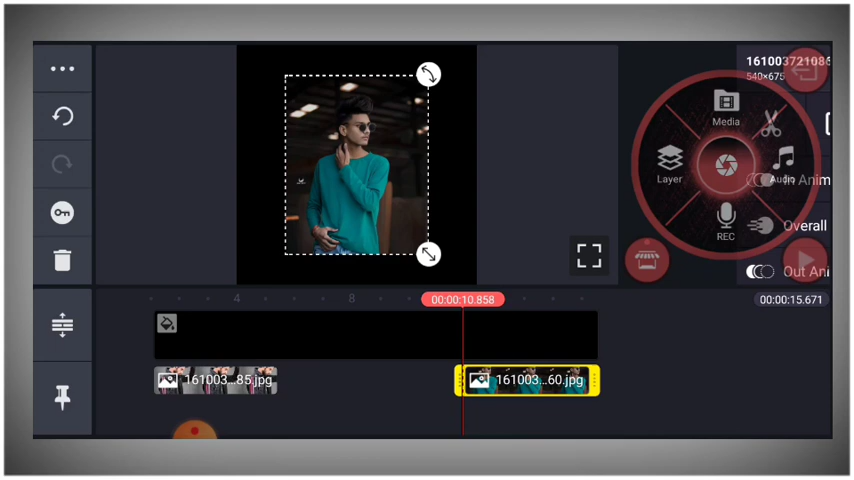 161003721086
540×675
Media
Layer
Audio
In Anim
REC
Overall
Out Ani
4
8
00:00:10.858
00:00:15.671
161003...85.jpg
161003...60.jpg